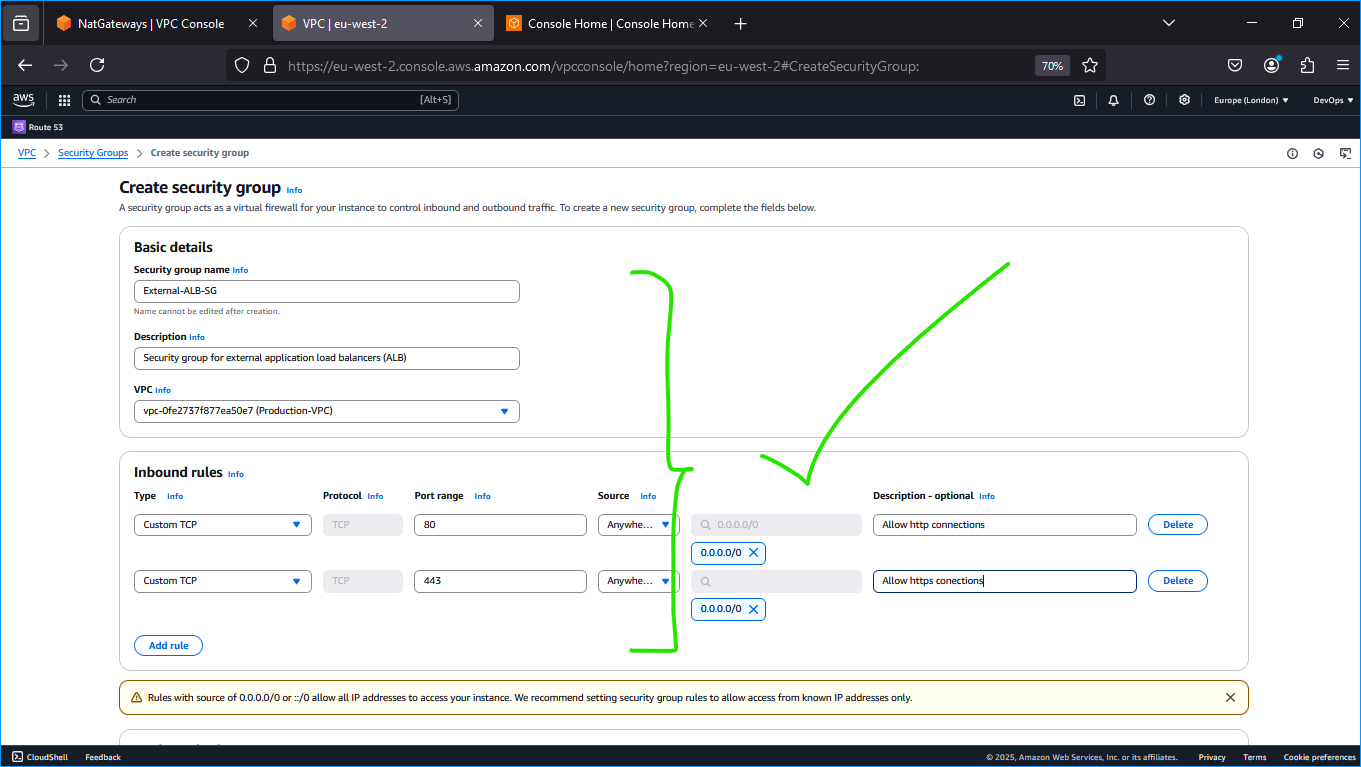 NatGateways | VPC Console
VPC | eu-west-2
Console Home | Console Home
https://eu-west-2.console.aws.amazon.com/vpcconsole/home?region=eu-west-2#CreateSecurityGroup:
70%
aws
Search
[Alt+S]
Europe (London)
DevOps
Route 53
VPC
Security Groups
Create security group
Create security group Info
A security group acts as a virtual firewall for your instance to control inbound and outbound traffic. To create a new security group, complete the fields below.
Basic details
Security group name Info
External-ALB-SG
Name cannot be edited after creation.
Description Info
Security group for external application load balancers (ALB)
VPC Info
vpc-0fe2737f877ea50e7 (Production-VPC)
Inbound rules Info
Type Info Protocol Info Port range Info Source Info Description - optional Info
Custom TCP TCP 80 Anywhe... 0.0.0.0/0 Allow http connections Delete
0.0.0.0/0
Custom TCP TCP 443 Anywhe... Allow https conections Delete
0.0.0.0/0
Add rule
Rules with source of 0.0.0.0/0 or ::/0 allow all IP addresses to access your instance. We recommend setting security group rules to allow access from known IP addresses only.
CloudShell Feedback © 2025, Amazon Web Services, Inc. or its affiliates. Privacy Terms Cookie preferences